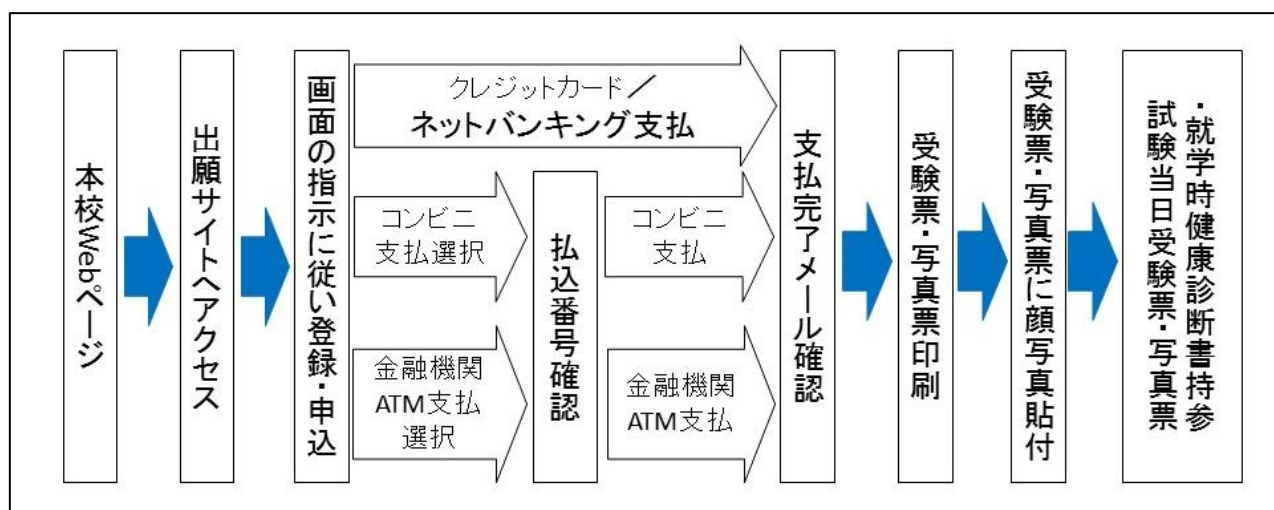 本校Webページ
出願サイトへアクセス
画面の指示に従い登録・申込
クレジットカード／
ネットバンキング支払
コンビニ
支払選択
金融機関
ATM支払
選択
払込番号確認
コンビニ
支払
金融機関
ATM支払
支払完了メール確認
受験票・写真票印刷
受験票・写真票に顔写真貼付
試験当日受験票・写真票
・就学時健康診断書持参